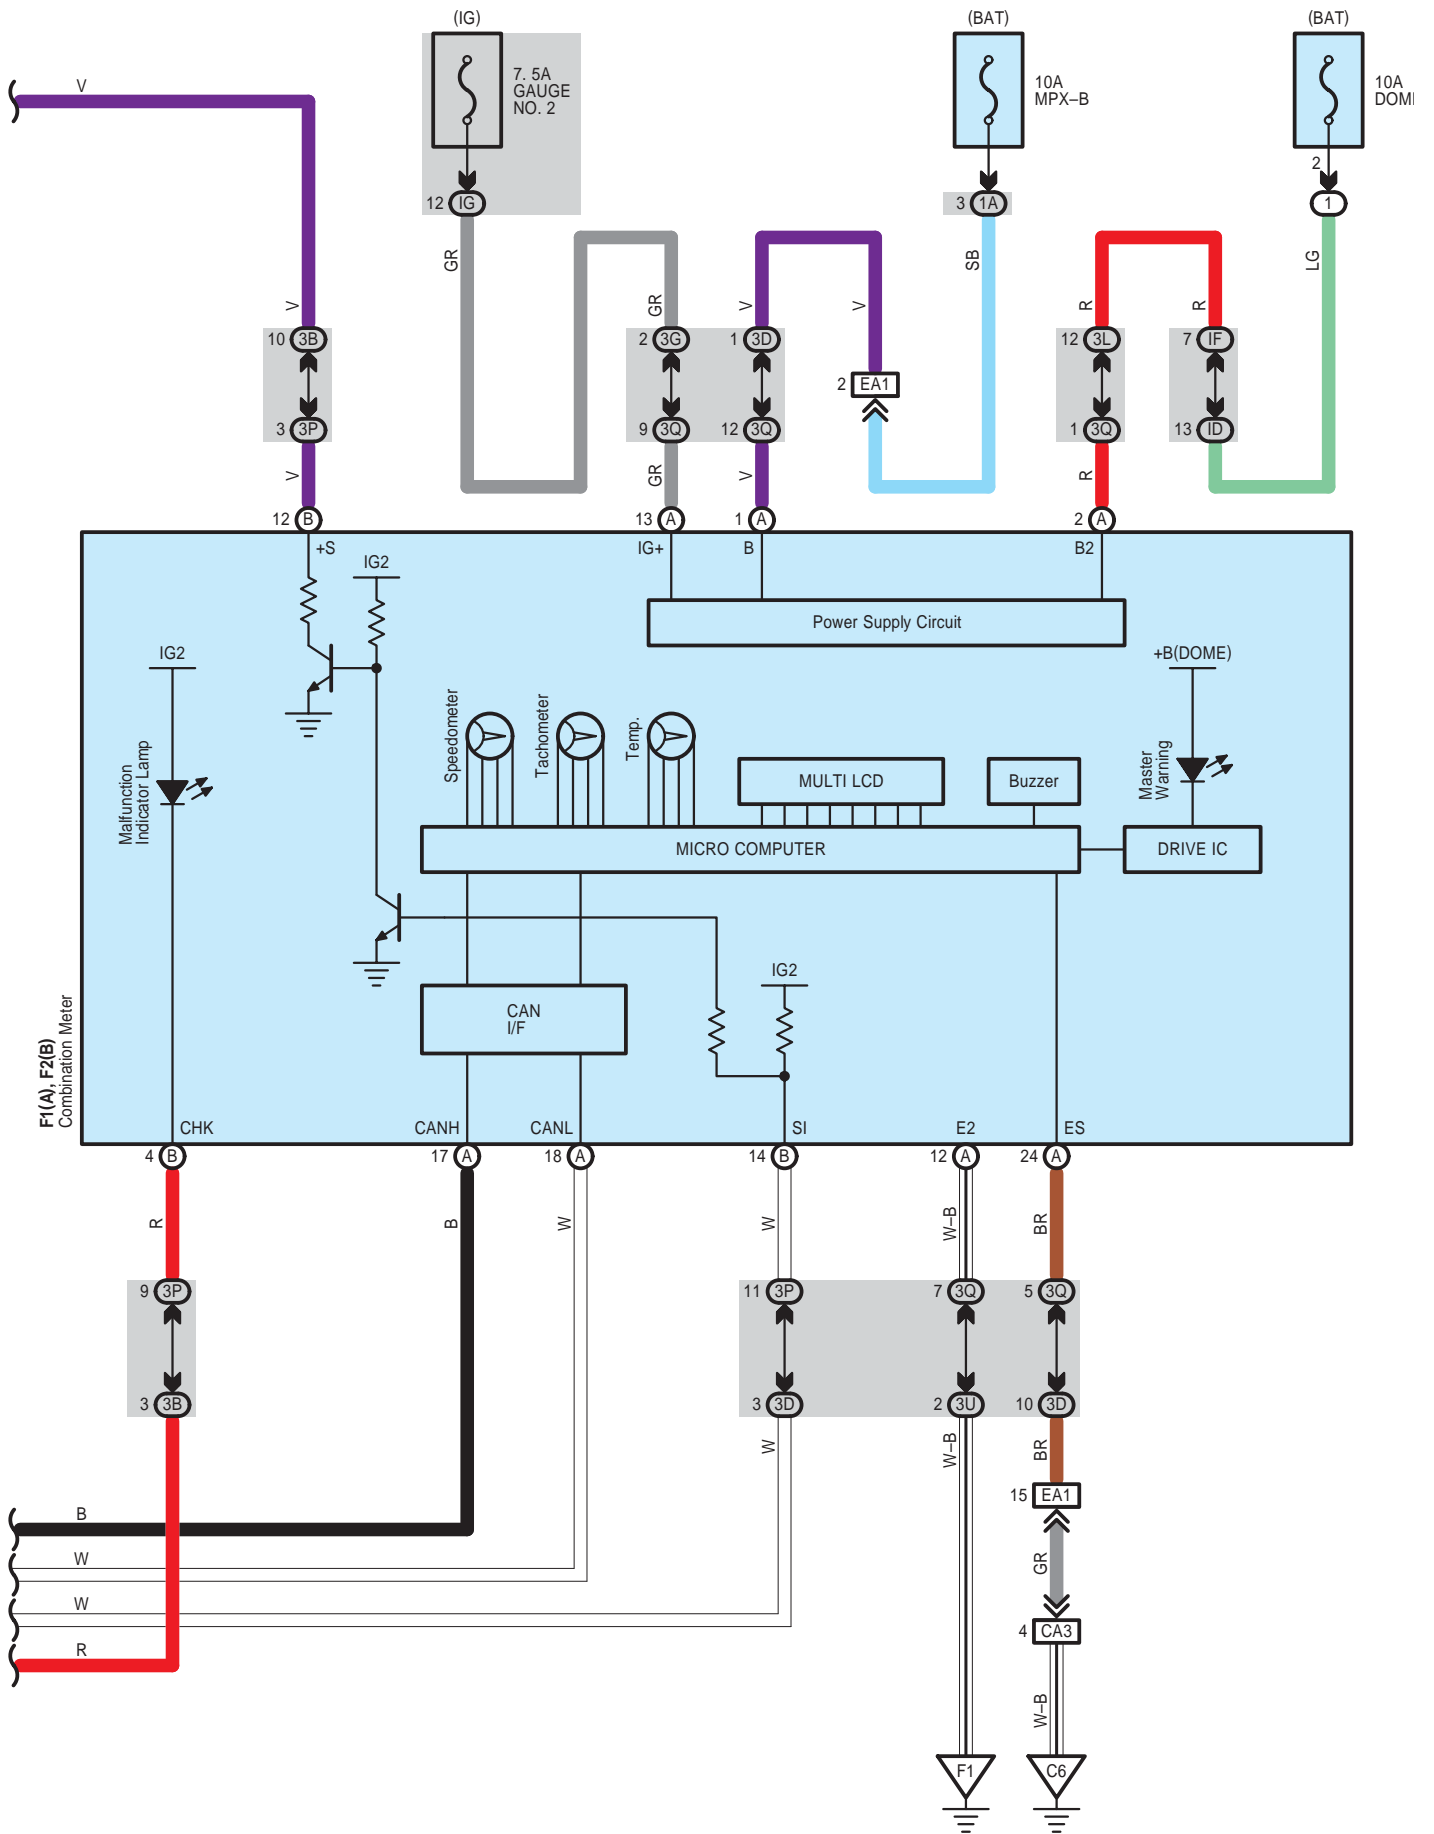 (IG)
(BAT)
(BAT)
V
7. 5A
GAUGE
NO. 2
10A
MPX–B
10A
DOM
2
12 IG
3 1A
1
GR
SB
LG
V
GR
V
V
R
R
10 3B
2 3G
1 3D
12 3L
7 IF
2 EA1
3 3P
9 3Q
12 3Q
1 3Q
13 ID
V
GR
V
R
12 B
13 A
1 A
2 A
+S
IG+
B
B2
IG2
Power Supply Circuit
IG2
+B(DOME)
Speedometer
Tachometer
Temp.
Malfunction
Indicator Lamp
MULTI LCD
Buzzer
Master
Warning
MICRO COMPUTER
DRIVE IC
IG2
CAN
I/F
F1(A), F2(B)
Combination Meter
CHK
CANH
CANL
SI
E2
ES
4 B
17 A
18 A
14 B
12 A
24 A
R
B
W
W
W–B
BR
9 3P
11 3P
7 3Q
5 3Q
3 3B
3 3D
2 3U
10 3D
W
W–B
BR
15 EA1
B
W
GR
W
4 CA3
R
W–B
F1
C6